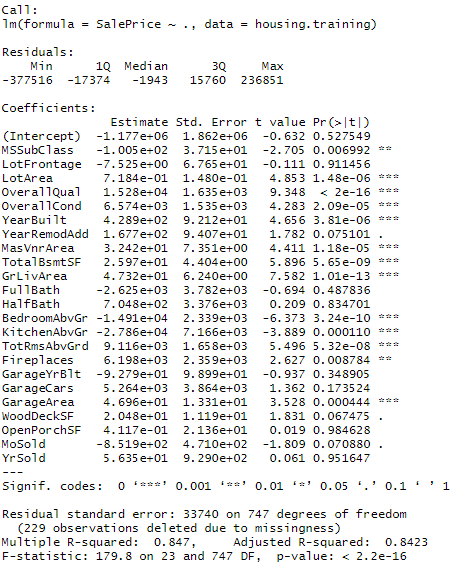 Call:
lm(formula = SalePrice ~ ., data = housing.training)
Residuals:
Min 1Q Median 3Q Max
-377516 -17374 -1943 15760 236851
Coefficients:
Estimate Std. Error t value Pr(>|t|)
(Intercept) -1.177e+06 1.862e+06 -0.632 0.527549
MSSubClass -1.005e+02 3.715e+01 -2.705 0.006992 **
LotFrontage -7.525e+00 6.765e+01 -0.111 0.911456
LotArea 7.184e-01 1.480e-01 4.853 1.48e-06 ***
OverallQual 1.528e+04 1.635e+03 9.348 < 2e-16 ***
OverallCond 6.574e+03 1.535e+03 4.283 2.09e-05 ***
YearBuilt 4.289e+02 9.212e+01 4.656 3.81e-06 ***
YearRemodAdd 1.677e+02 9.407e+01 1.782 0.075101 .
MasVnrArea 3.242e+01 7.351e+00 4.411 1.18e-05 ***
TotalBsmtSF 2.597e+01 4.404e+00 5.896 5.65e-09 ***
GrLivArea 4.732e+01 6.240e+00 7.582 1.01e-13 ***
FullBath -2.625e+03 3.782e+03 -0.694 0.487836
HalfBath 7.048e+02 3.376e+03 0.209 0.834701
BedroomAbvGr -1.491e+04 2.339e+03 -6.373 3.24e-10 ***
KitchenAbvGr -2.786e+04 7.166e+03 -3.889 0.000110 ***
TotRmsAbvGrd 9.116e+03 1.658e+03 5.496 5.32e-08 ***
Fireplaces 6.198e+03 2.359e+03 2.627 0.008784 **
GarageYrBlt -9.279e+01 9.899e+01 -0.937 0.348905
GarageCars 5.264e+03 3.864e+03 1.362 0.173524
GarageArea 4.696e+01 1.331e+01 3.528 0.000444 ***
WoodDeckSF 2.048e+01 1.119e+01 1.831 0.067475 .
OpenPorchSF 4.117e-01 2.136e+01 0.019 0.984628
MoSold -8.519e+02 4.710e+02 -1.809 0.070880 .
YrSold 5.635e+01 9.290e+02 0.061 0.951647
---
Signif. codes: 0 ‘***’ 0.001 ‘**’ 0.01 ‘*’ 0.05 ‘.’ 0.1 ‘ ’ 1
Residual standard error: 33740 on 747 degrees of freedom
(229 observations deleted due to missingness)
Multiple R-squared: 0.847, Adjusted R-squared: 0.8423
F-statistic: 179.8 on 23 and 747 DF, p-value: < 2.2e-16